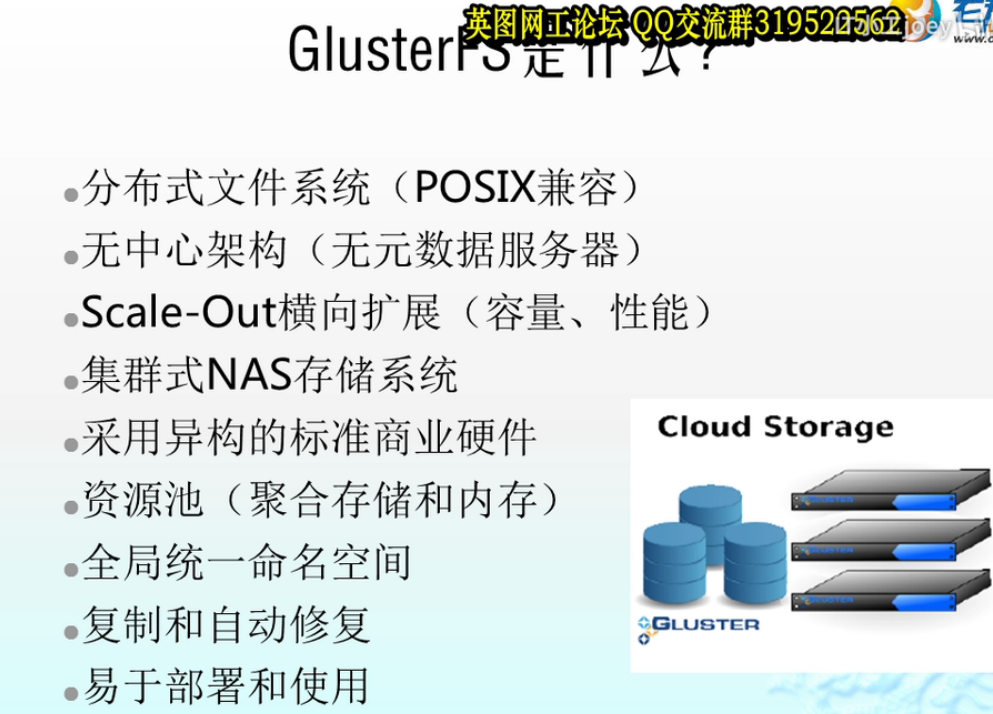 英图网工论坛 QQ交流群319522562
www.
GlusterFS是什么？
分布式文件系统（POSIX兼容）
无中心架构（无元数据服务器）
Scale-Out横向扩展（容量、性能）
集群式NAS存储系统
采用异构的标准商业硬件
资源池（聚合存储和内存）
全局统一命名空间
复制和自动修复
易于部署和使用
Cloud Storage
GLUSTER
GLUSTER
GLUSTER
GLUSTER